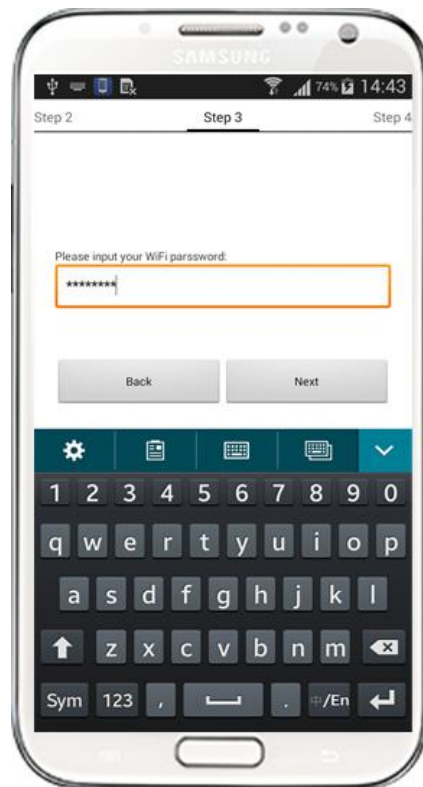 SAMSUNG
74% 14:43
Step 2 Step 3 Step 4
Please input your WiFi parssword:
********
Back Next
1 2 3 4 5 6 7 8 9 0
q w e r t y u i o p
a s d f g h j k l
z x c v b n m
Sym 123 , . 中/En